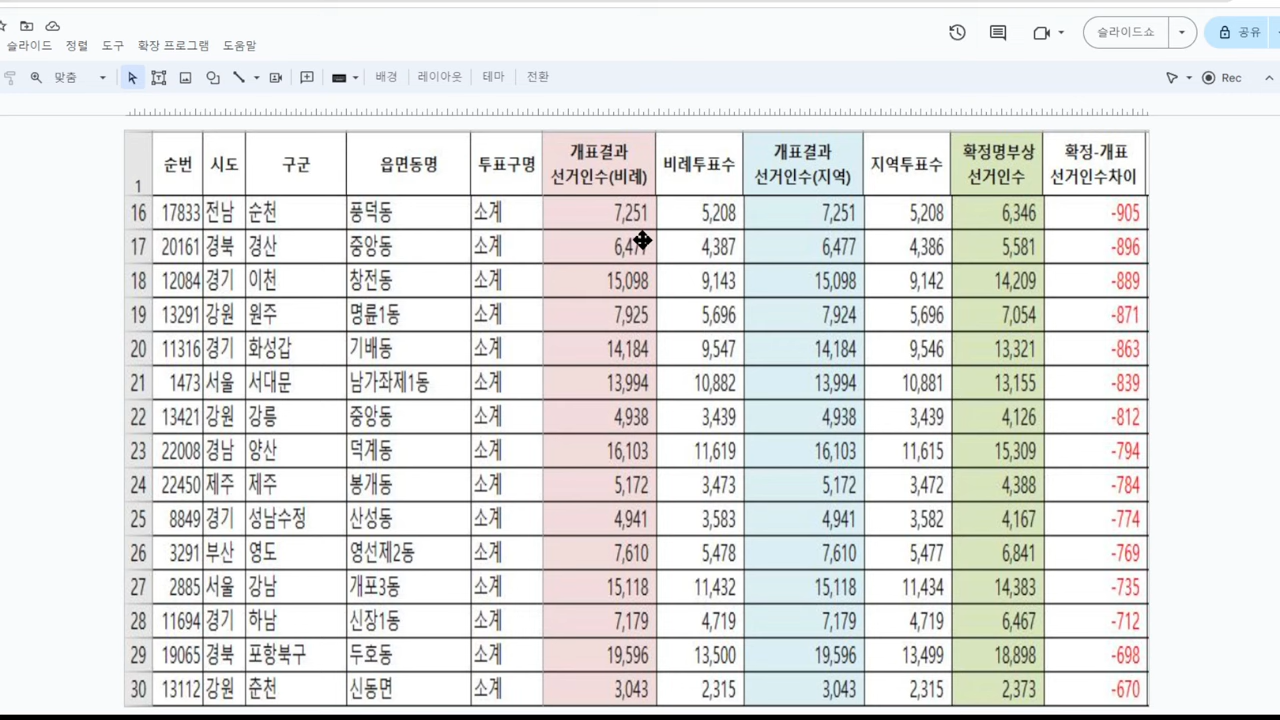 슬라이드 정렬 도구 확장 프로그램 도움말 슬라이드쇼 공유
맞춤 배경 레이아웃 테마 전환 Rec
1 순번 시도 구군 읍면동명 투표구명 개표결과 선거인수(비례) 비례투표수 개표결과 선거인수(지역) 지역투표수 확정명부상 선거인수 확정-개표 선거인수차이
16 17833 전남 순천 풍덕동 소계 7,251 5,208 7,251 5,208 6,346 -905
17 20161 경북 경산 중앙동 소계 4,387 6,477 4,386 5,581 -896
18 12084 경기 이천 창전동 소계 15,098 9,143 15,098 9,142 14,209 -889
19 13291 강원 원주 명륜1동 소계 7,925 5,696 7,924 5,696 7,054 -871
20 11316 경기 화성갑 기배동 소계 14,184 9,547 14,184 9,546 13,321 -863
21 1473 서울 서대문 남가좌제1동 소계 13,994 10,882 13,994 10,881 13,155 -839
22 13421 강원 강릉 중앙동 소계 4,938 3,439 4,938 3,439 4,126 -812
23 22008 경남 양산 덕계동 소계 16,103 11,619 16,103 11,615 15,309 -794
24 22450 제주 제주 봉개동 소계 5,172 3,473 5,172 3,472 4,388 -784
25 8849 경기 성남수정 산성동 소계 4,941 3,583 4,941 3,582 4,167 -774
26 3291 부산 영도 영선제2동 소계 7,610 5,478 7,610 5,477 6,841 -769
27 2885 서울 강남 개포3동 소계 15,118 11,432 15,118 11,434 14,383 -735
28 11694 경기 하남 신장1동 소계 7,179 4,719 7,179 4,719 6,467 -712
29 19065 경북 포항북구 두호동 소계 19,596 13,500 19,596 13,499 18,898 -698
30 13112 강원 춘천 신동면 소계 3,043 2,315 3,043 2,315 2,373 -670